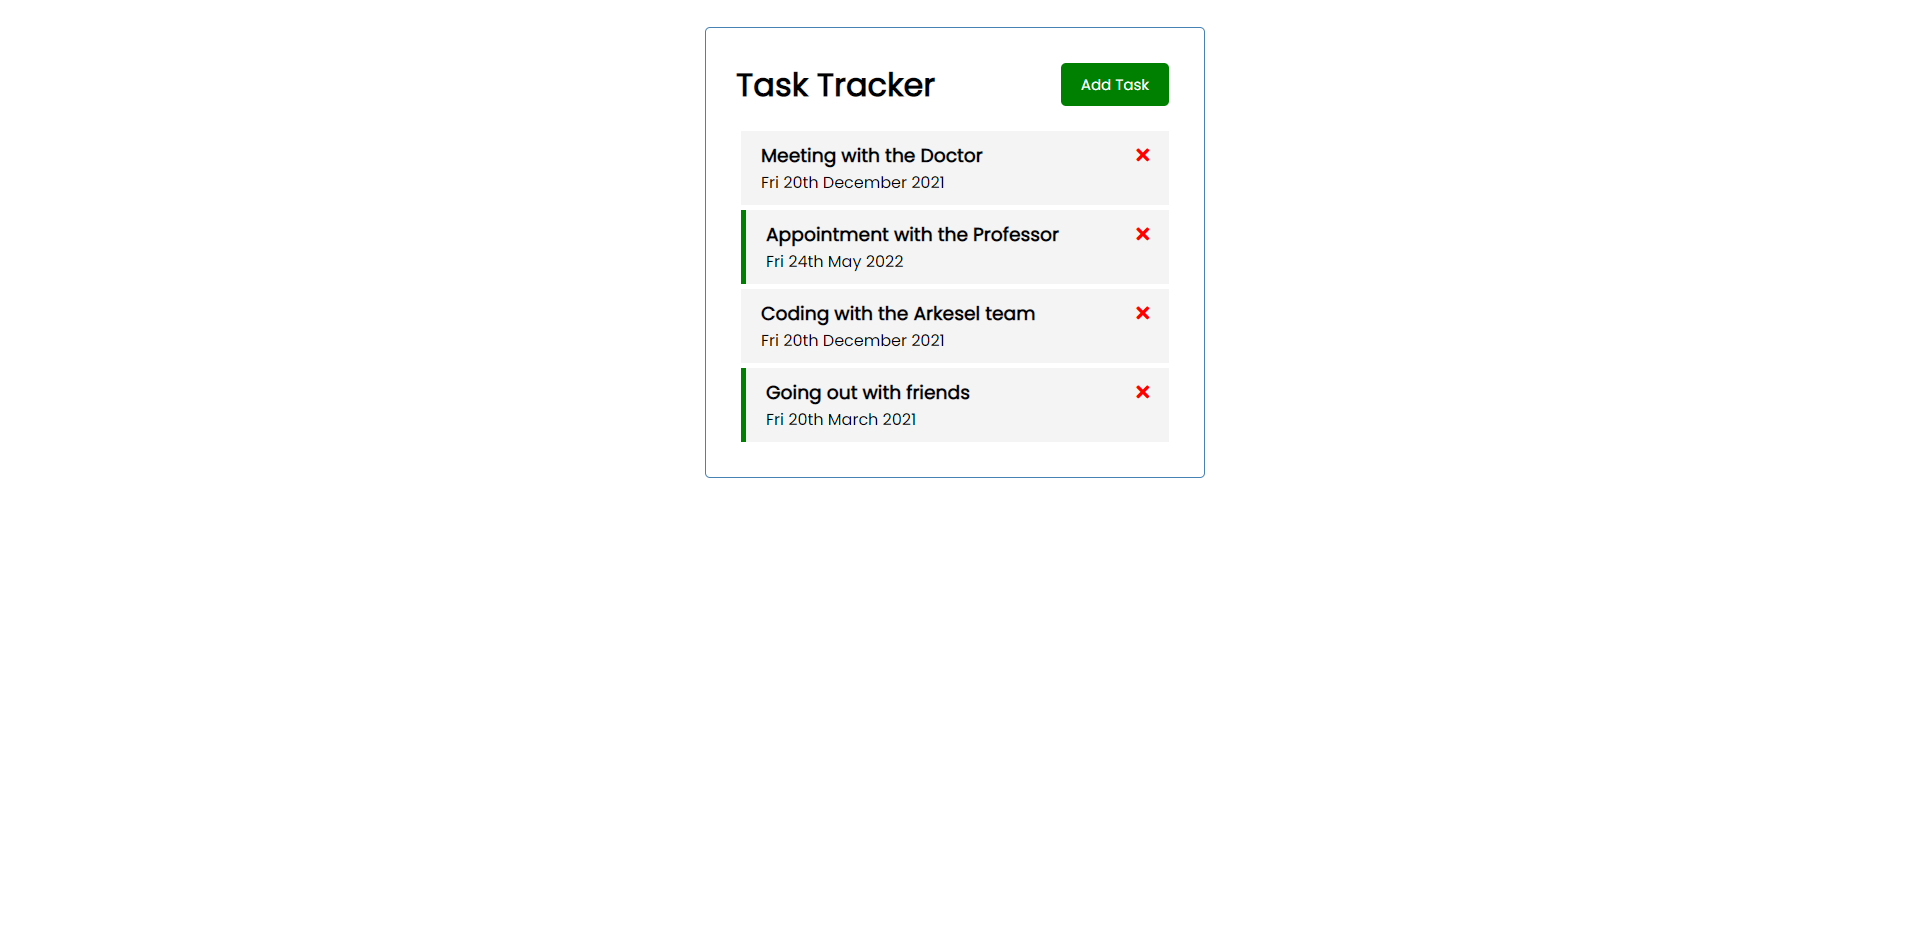 Task Tracker
Add Task
Meeting with the Doctor
Fri 20th December 2021
Appointment with the Professor
Fri 24th May 2022
Coding with the Arkesel team
Fri 20th December 2021
Going out with friends
Fri 20th March 2021